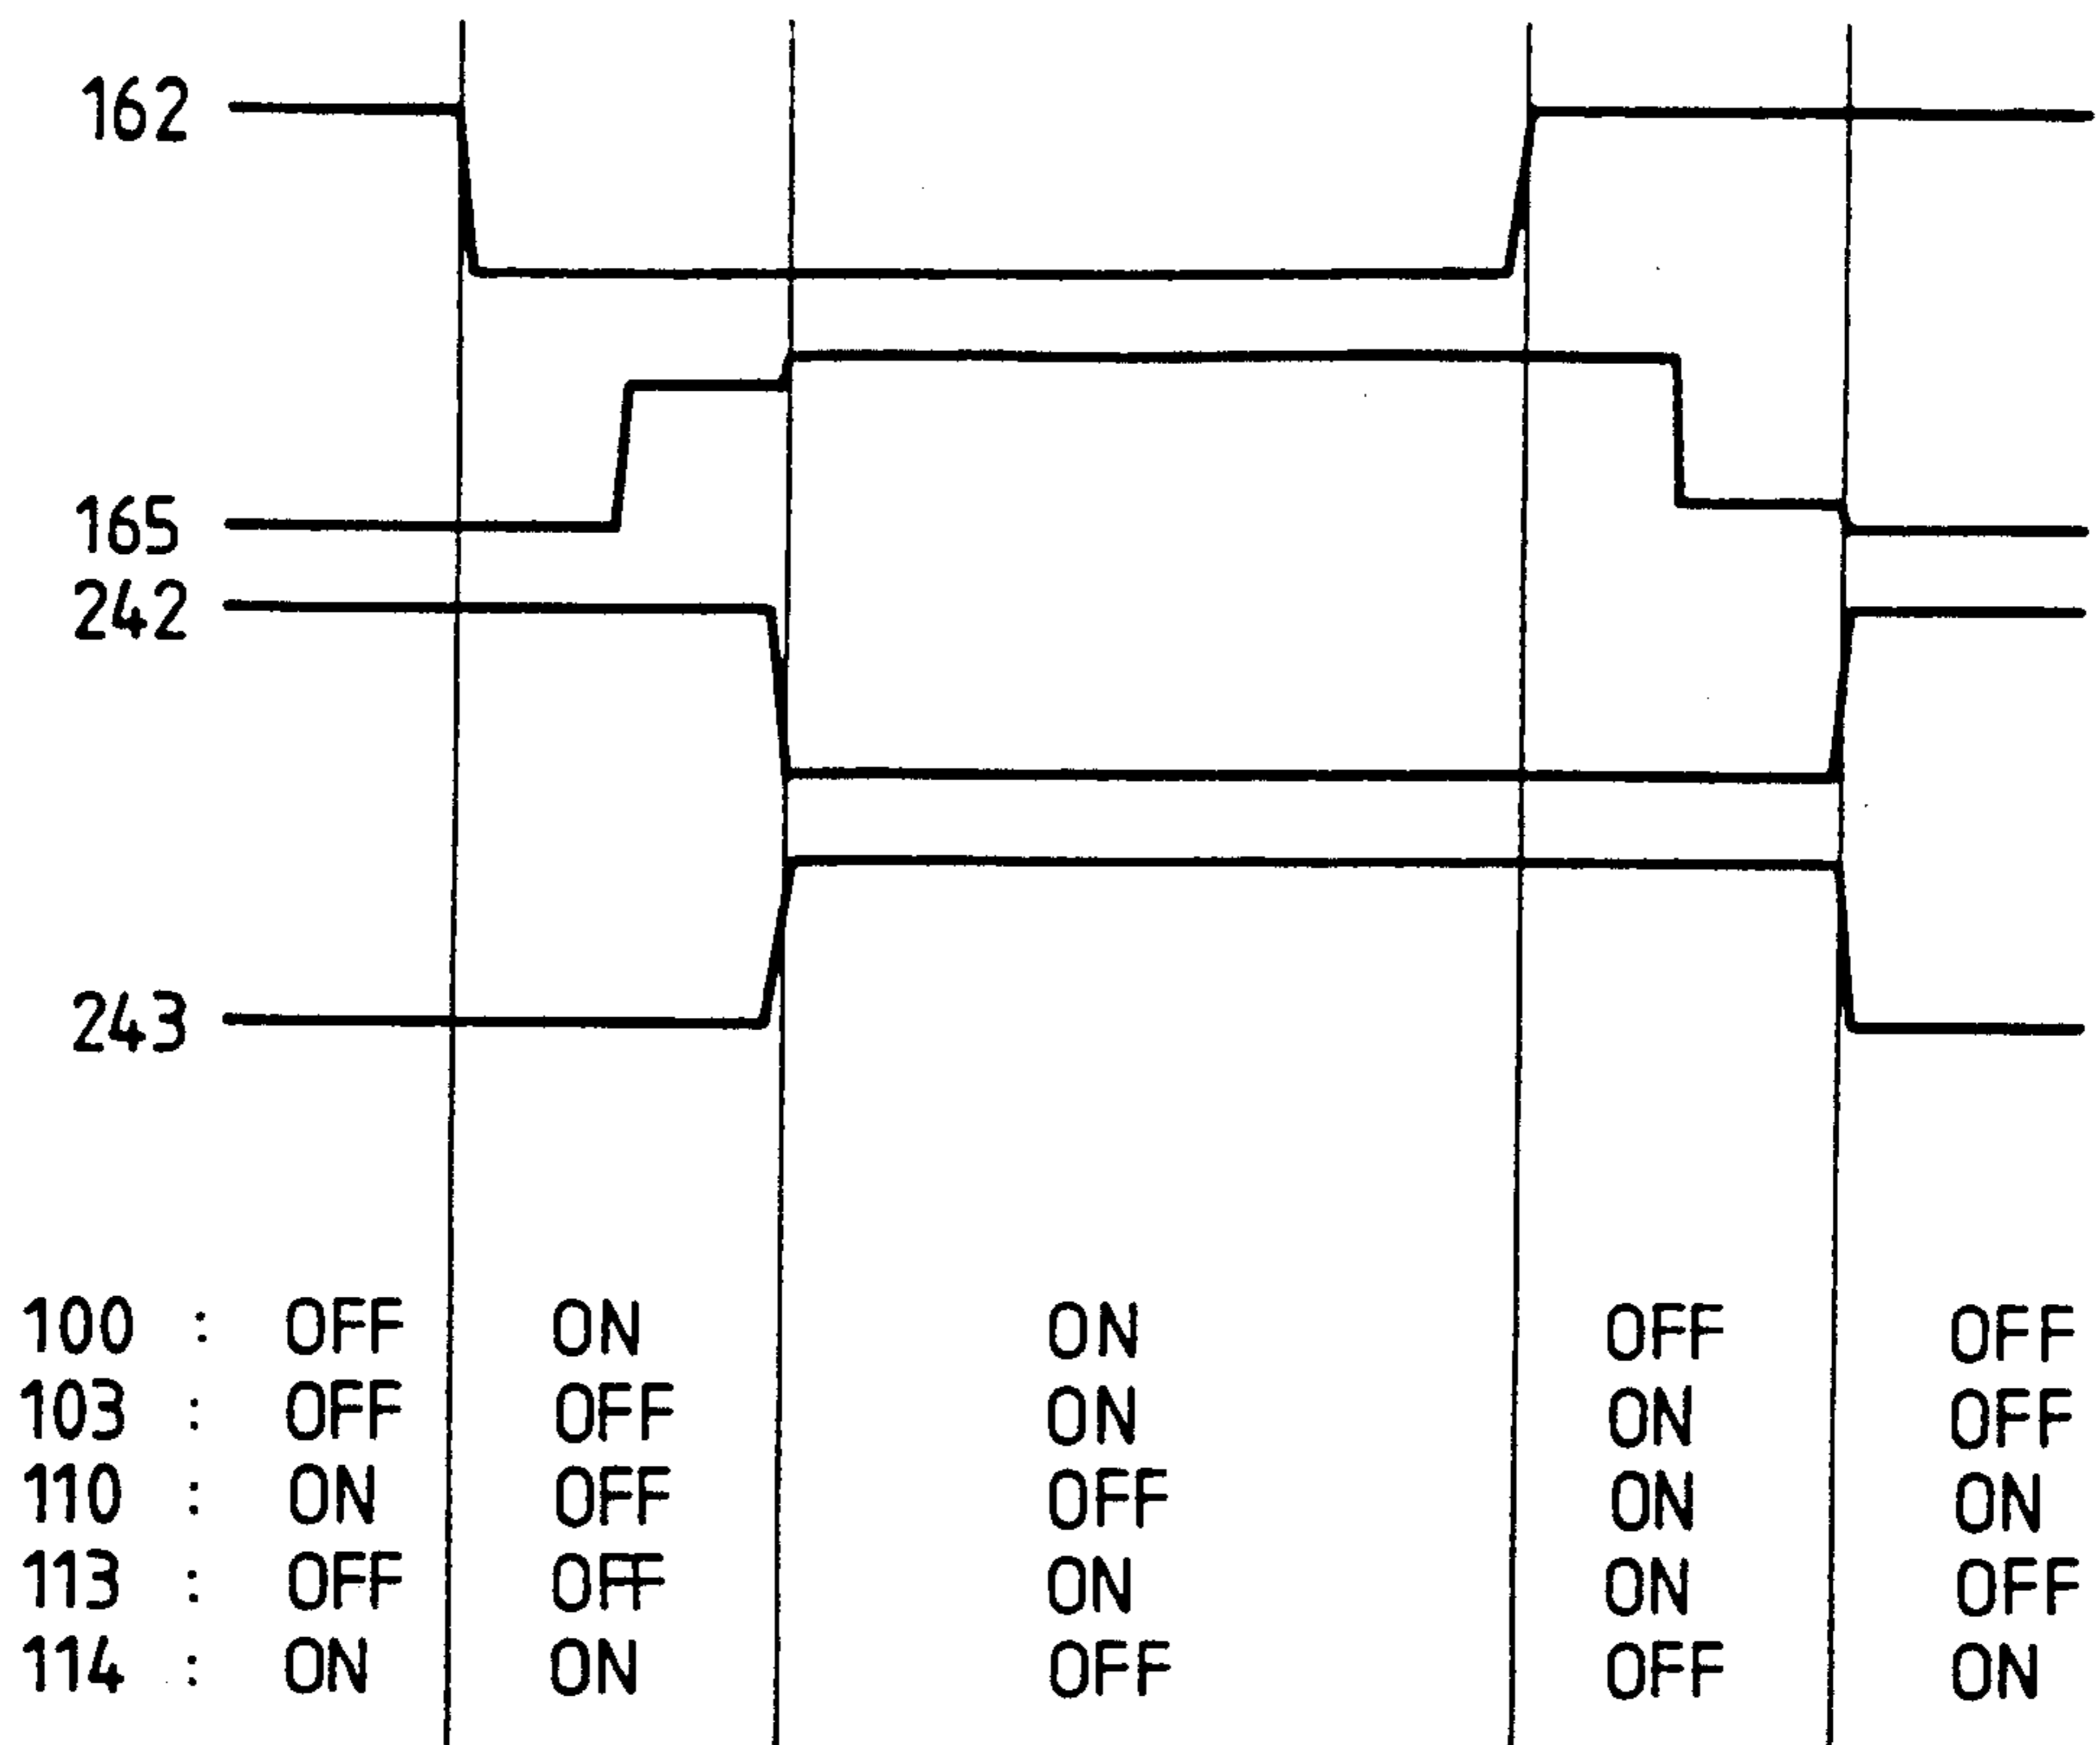 162
165
242
243
100 : OFF ON ON OFF OFF
103 : OFF OFF ON ON OFF
110 : ON OFF OFF ON ON
113 : OFF OFF ON ON OFF
114 : ON ON OFF OFF ON